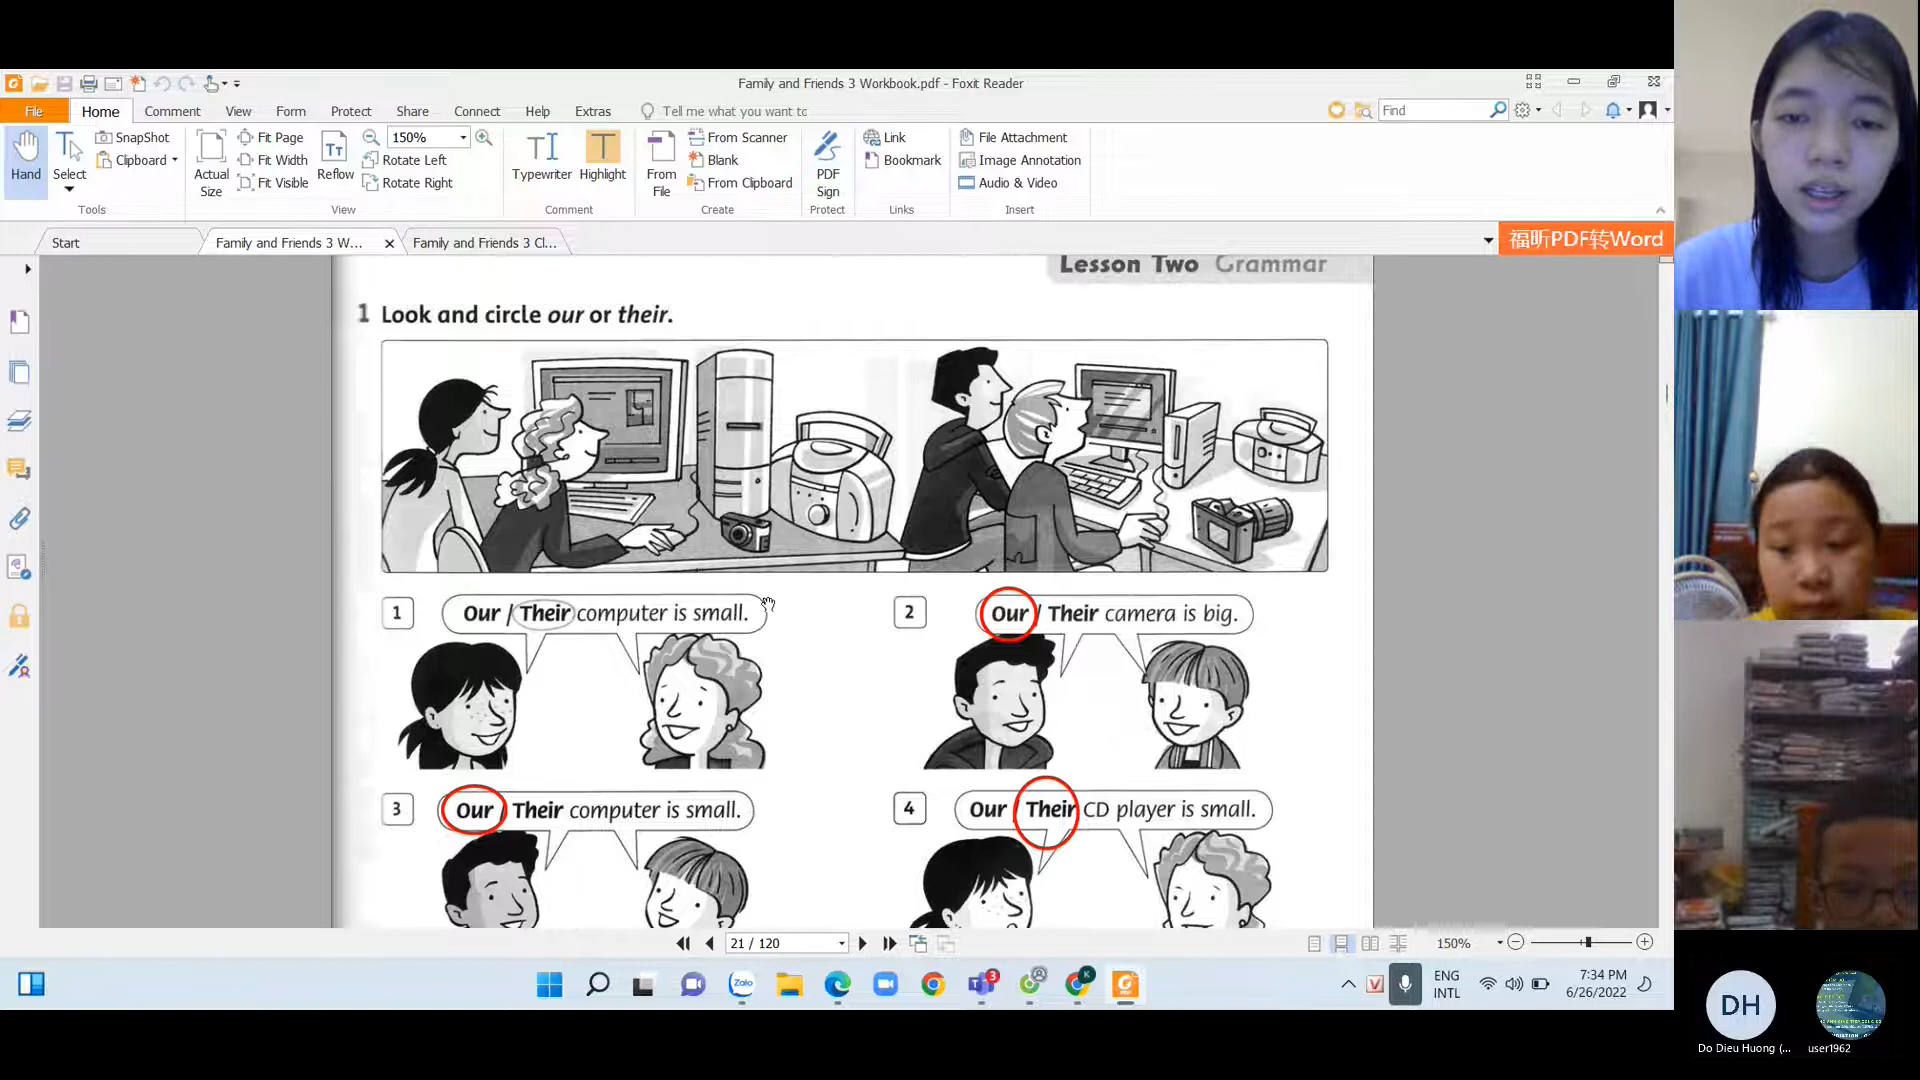 Family and Friends 3 Workbook.pdf - Foxit Reader
File Home Comment View Form Protect Share Connect Help Extras Tell me what you want tc Find
SnapShot Fit Page 150% From Scanner Link File Attachment
Clipboard Fit Width Rotate Left Blank Bookmark Image Annotation
Hand Select Actual Size Fit Visible Reflow Rotate Right Typewriter Highlight From File From Clipboard PDF Sign Audio & Video
Tools View Comment Create Protect Links Insert
Start Family and Friends 3 W... Family and Friends 3 Cl... 福昕PDF转Word
Lesson Two Grammar
1 Look and circle our or their.
1 Our / Their computer is small.
2 Our / Their camera is big.
3 Our / Their computer is small.
4 Our / Their CD player is small.
21 / 120 150%
Zalo 3 K ENG INTL 7:34 PM 6/26/2022
DH
Do Dieu Huong (... user1962